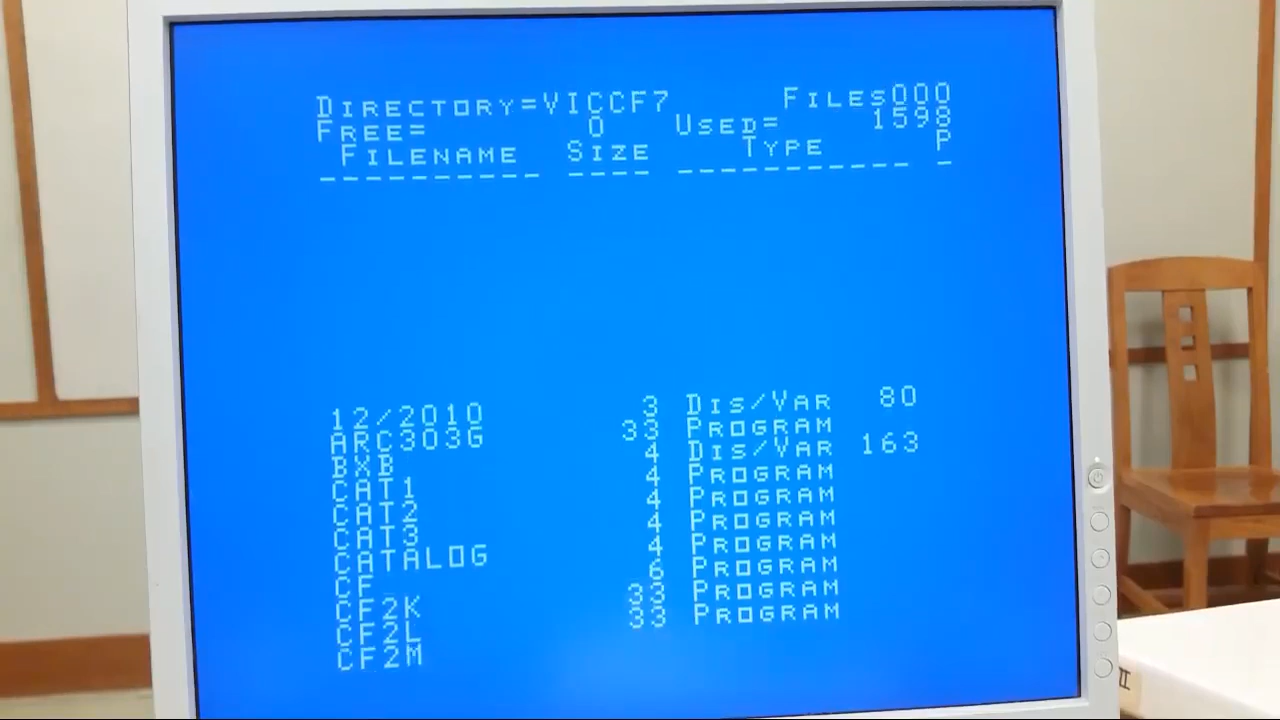 DIRECTORY=VICCF7 FILES000
FREE= 0 USED= 1598
FILENAME SIZE TYPE P
---------- ---- ----------- -
12/2010 3 DIS/VAR 80
ARC303G 33 PROGRAM
BXB 4 DIS/VAR 163
CAT1 4 PROGRAM
CAT2 4 PROGRAM
CAT3 4 PROGRAM
CATALOG 4 PROGRAM
CF 6 PROGRAM
CF2K 33 PROGRAM
CF2L 33 PROGRAM
CF2M
II